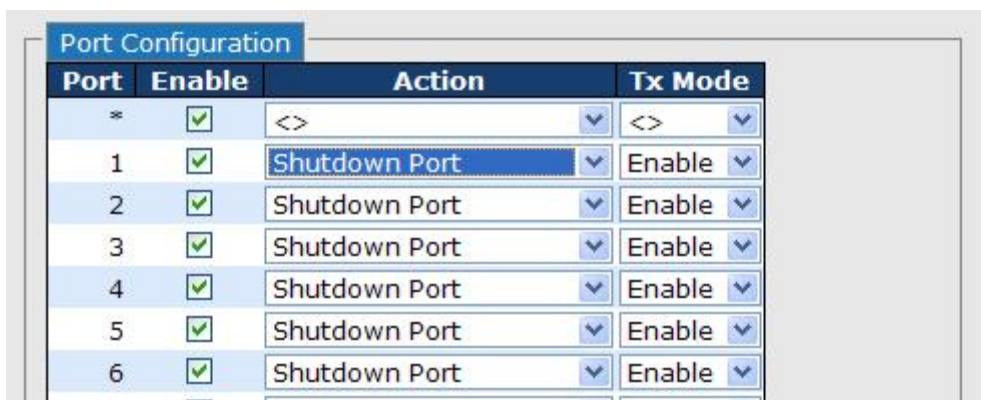 Port Configuration
Port Enable Action Tx Mode
* <> <>
1 Shutdown Port Enable
2 Shutdown Port Enable
3 Shutdown Port Enable
4 Shutdown Port Enable
5 Shutdown Port Enable
6 Shutdown Port Enable